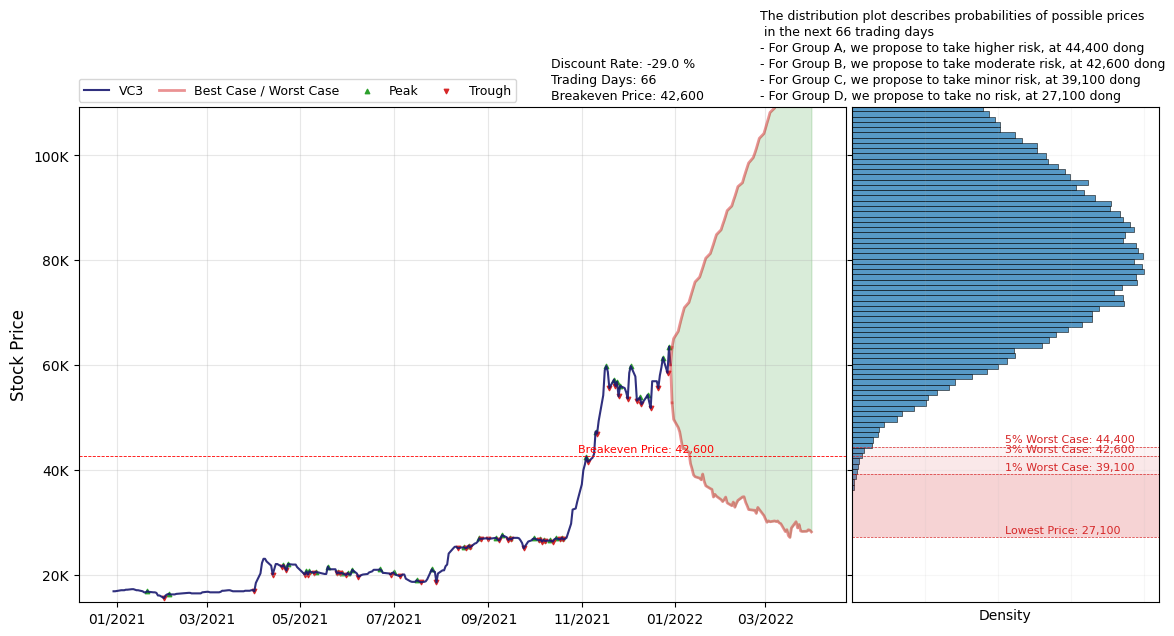 The distribution plot describes probabilities of possible prices
in the next 66 trading days
- For Group A, we propose to take higher risk, at 44,400 dong
- For Group B, we propose to take moderate risk, at 42,600 dong
- For Group C, we propose to take minor risk, at 39,100 dong
- For Group D, we propose to take no risk, at 27,100 dong
Discount Rate: -29.0 %
Trading Days: 66
Breakeven Price: 42,600
VC3
Best Case / Worst Case
Peak
Trough
Stock Price
100K
80K
60K
40K
20K
Breakeven Price: 42,600
5% Worst Case: 44,400
3% Worst Case: 42,600
1% Worst Case: 39,100
Lowest Price: 27,100
01/2021
03/2021
05/2021
07/2021
09/2021
11/2021
01/2022
03/2022
Density